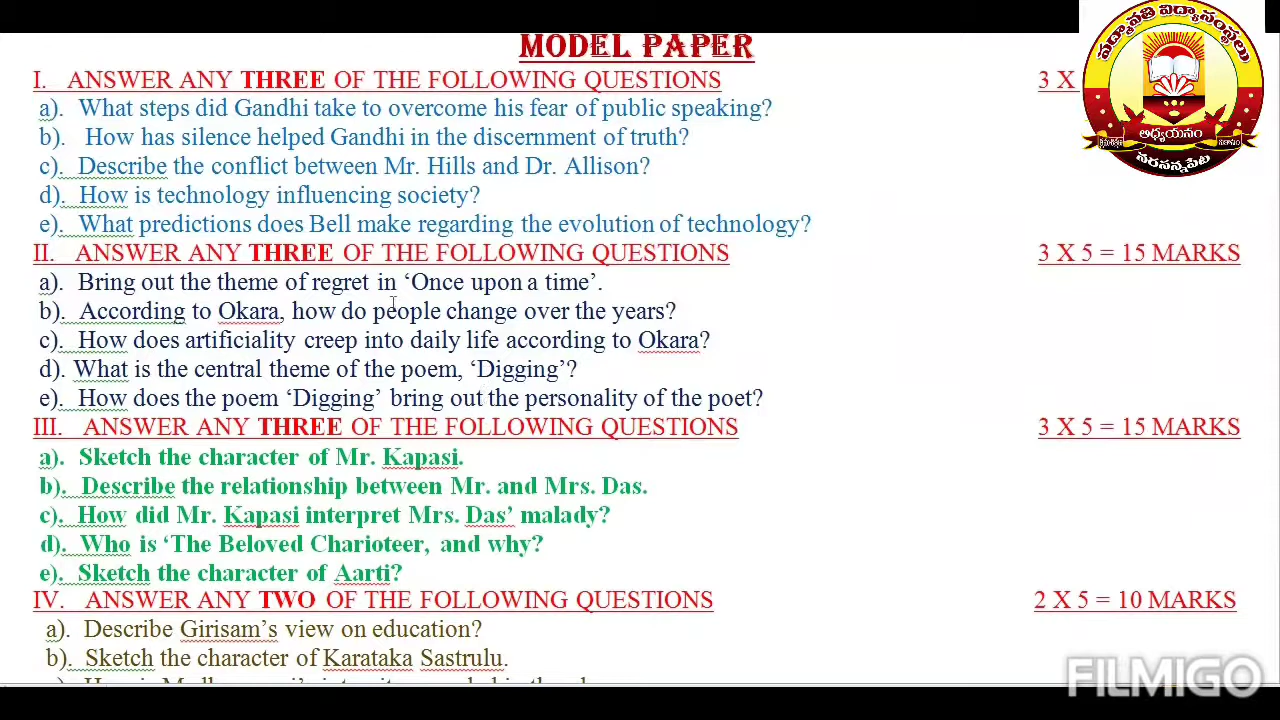 MODEL PAPER
I. ANSWER ANY THREE OF THE FOLLOWING QUESTIONS 3 X
a). What steps did Gandhi take to overcome his fear of public speaking?
b). How has silence helped Gandhi in the discernment of truth?
c). Describe the conflict between Mr. Hills and Dr. Allison?
d). How is technology influencing society?
e). What predictions does Bell make regarding the evolution of technology?
II. ANSWER ANY THREE OF THE FOLLOWING QUESTIONS 3 X 5 = 15 MARKS
a). Bring out the theme of regret in ‘Once upon a time’.
b). According to Okara, how do people change over the years?
c). How does artificiality creep into daily life according to Okara?
d). What is the central theme of the poem, ‘Digging’?
e). How does the poem ‘Digging’ bring out the personality of the poet?
III. ANSWER ANY THREE OF THE FOLLOWING QUESTIONS 3 X 5 = 15 MARKS
a). Sketch the character of Mr. Kapasi.
b). Describe the relationship between Mr. and Mrs. Das.
c). How did Mr. Kapasi interpret Mrs. Das’ malady?
d). Who is ‘The Beloved Charioteer, and why?
e). Sketch the character of Aarti?
IV. ANSWER ANY TWO OF THE FOLLOWING QUESTIONS 2 X 5 = 10 MARKS
a). Describe Girisam’s view on education?
b). Sketch the character of Karataka Sastrulu.
పద్మావతి విద్యాసంస్థలు
అధ్యయనం
నరసన్నపేట
FILMIGO